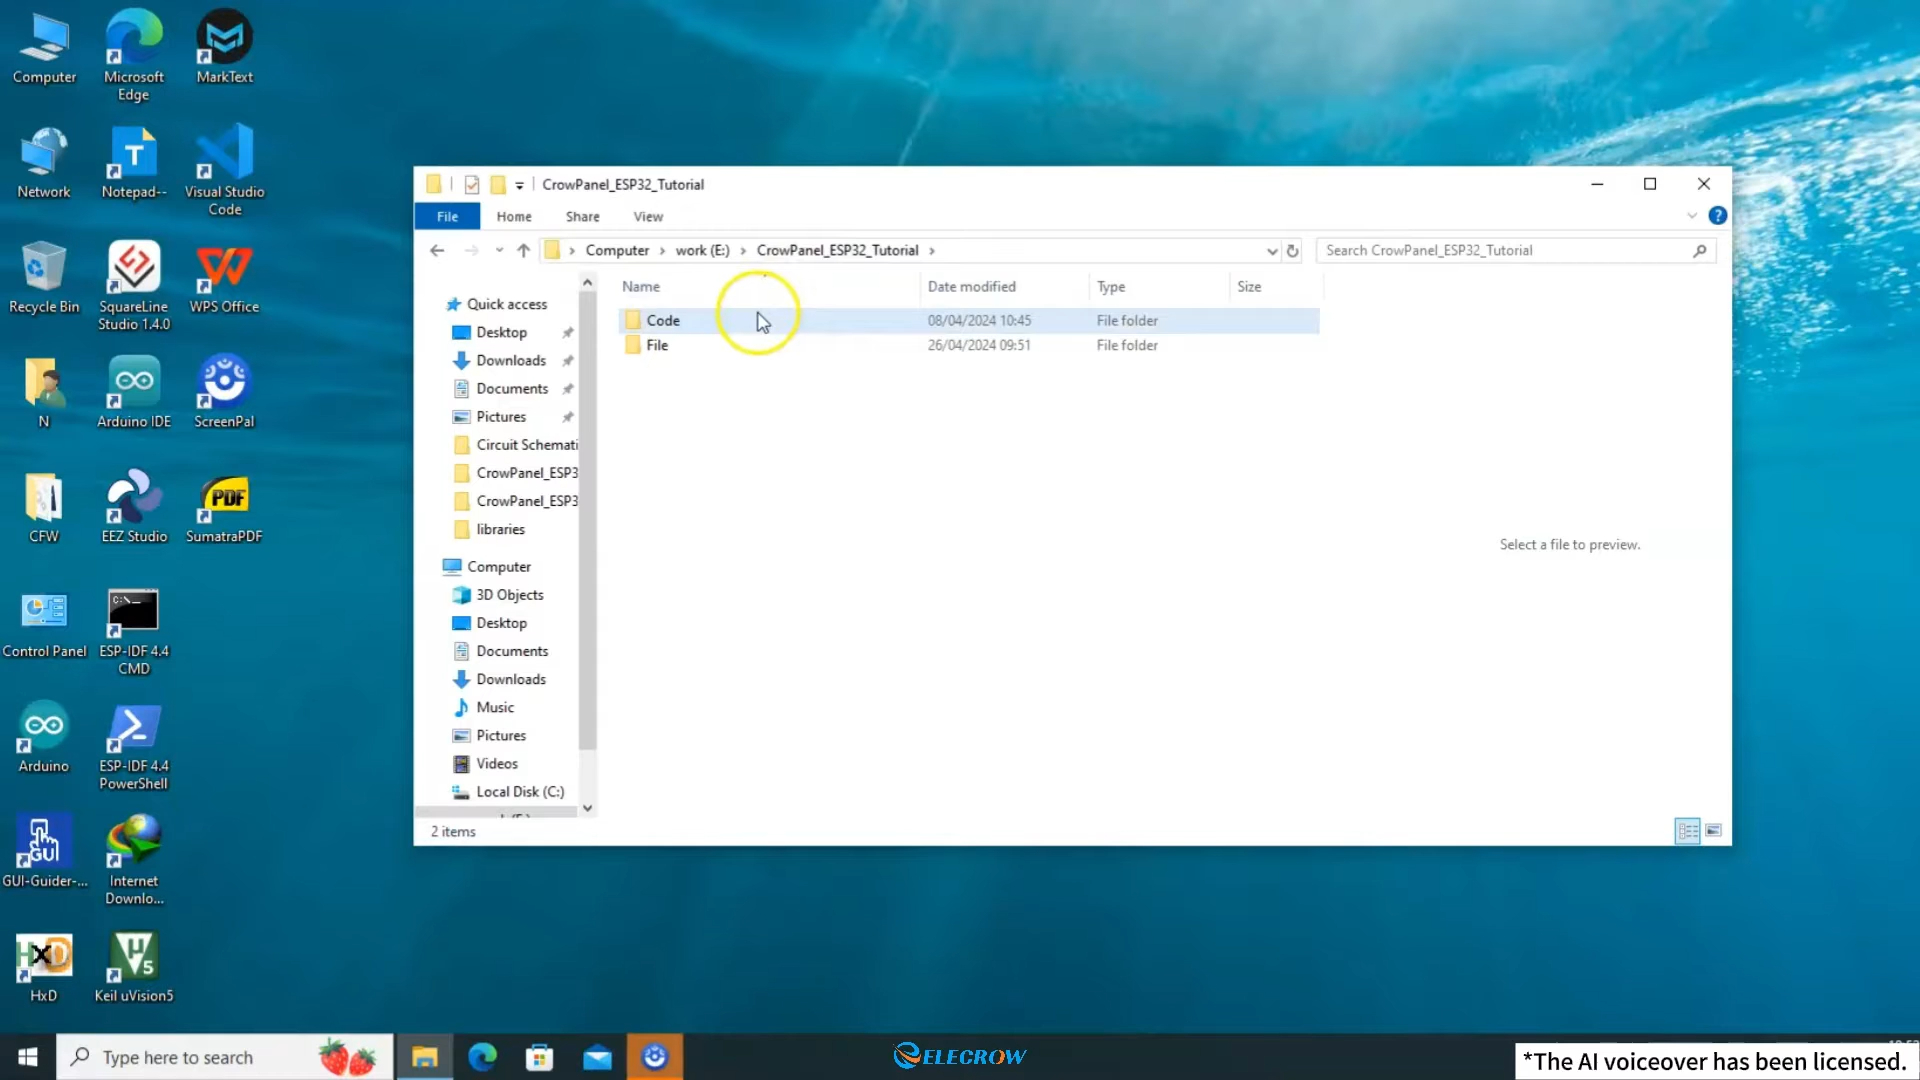 Computer
Microsoft
Edge
MarkText
Network
Notepad--
Visual Studio
Code
Recycle Bin
SquareLine
Studio 1.4.0
WPS Office
N
Arduino IDE
ScreenPal
CFW
EEZ Studio
PDF
SumatraPDF
Control Panel
ESP-IDF 4.4
CMD
Arduino
ESP-IDF 4.4
PowerShell
GUI
GUI-Guider-...
Internet
Downlo...
HxD
HxD
Keil uVision5
CrowPanel_ESP32_Tutorial
File
Home
Share
View
Computer
work (E:)
CrowPanel_ESP32_Tutorial
Search CrowPanel_ESP32_Tutorial
Name
Date modified
Type
Size
Code
08/04/2024 10:45
File folder
File
26/04/2024 09:51
File folder
Quick access
Desktop
Downloads
Documents
Pictures
Circuit Schemati
CrowPanel_ESP3
CrowPanel_ESP3
libraries
Computer
3D Objects
Desktop
Documents
Downloads
Music
Pictures
Videos
Local Disk (C:)
Select a file to preview.
2 items
Type here to search
ELECROW
*The AI voiceover has been licensed.